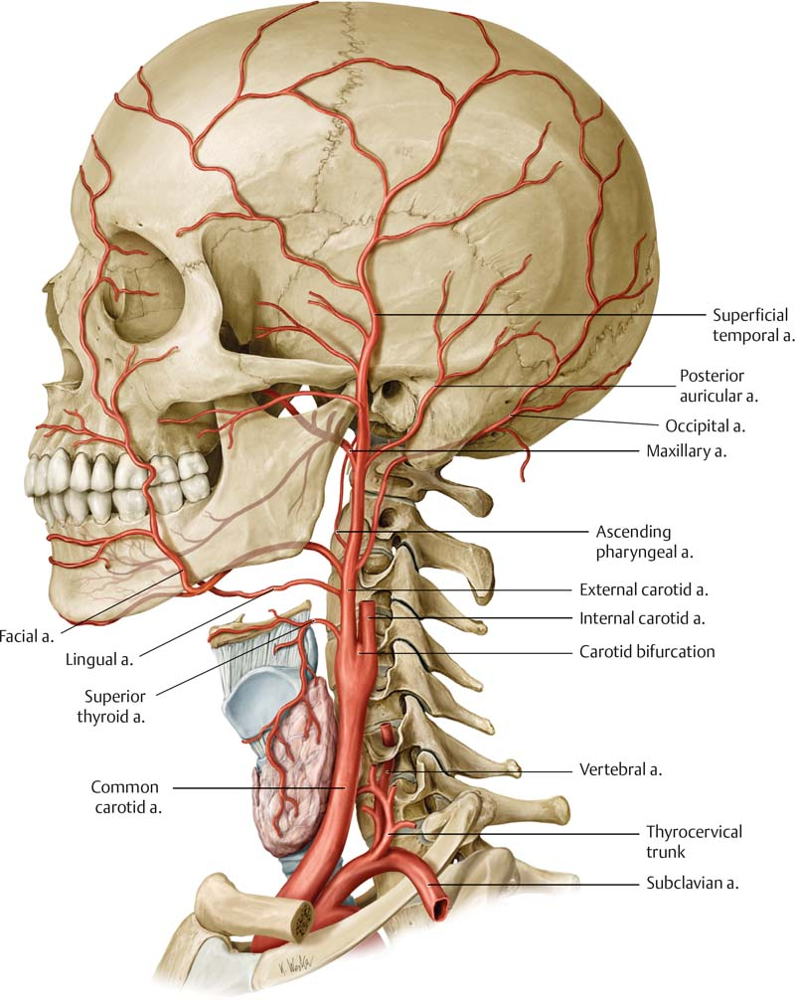 Superficial
temporal a.
Posterior
auricular a.
Occipital a.
Maxillary a.
Ascending
pharyngeal a.
External carotid a.
Internal carotid a.
Carotid bifurcation
Facial a.
Lingual a.
Superior
thyroid a.
Common
carotid a.
Vertebral a.
Thyrocervical
trunk
Subclavian a.